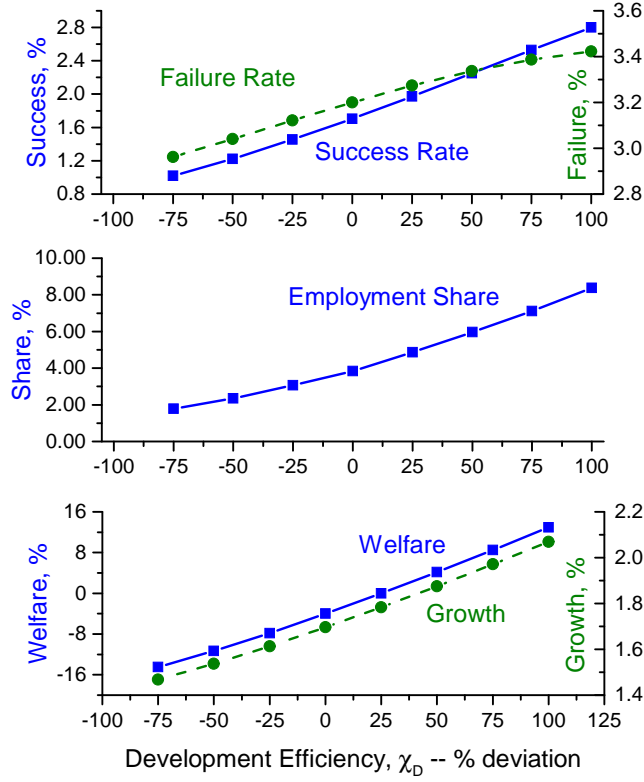 2.8
2.4
2.0
1.6
1.2
0.8
Success, %
Failure Rate
Success Rate
3.6
3.4
3.2
3.0
2.8
Failure, %
-100 -75 -50 -25 0 25 50 75 100
10.00
8.00
6.00
4.00
2.00
0.00
Share, %
Employment Share
-100 -75 -50 -25 0 25 50 75 100
16
8
0
-8
-16
Welfare, %
Welfare
Growth
2.2
2.0
1.8
1.6
1.4
Growth, %
-100 -75 -50 -25 0 25 50 75 100 125
Development Efficiency, χ_D -- % deviation